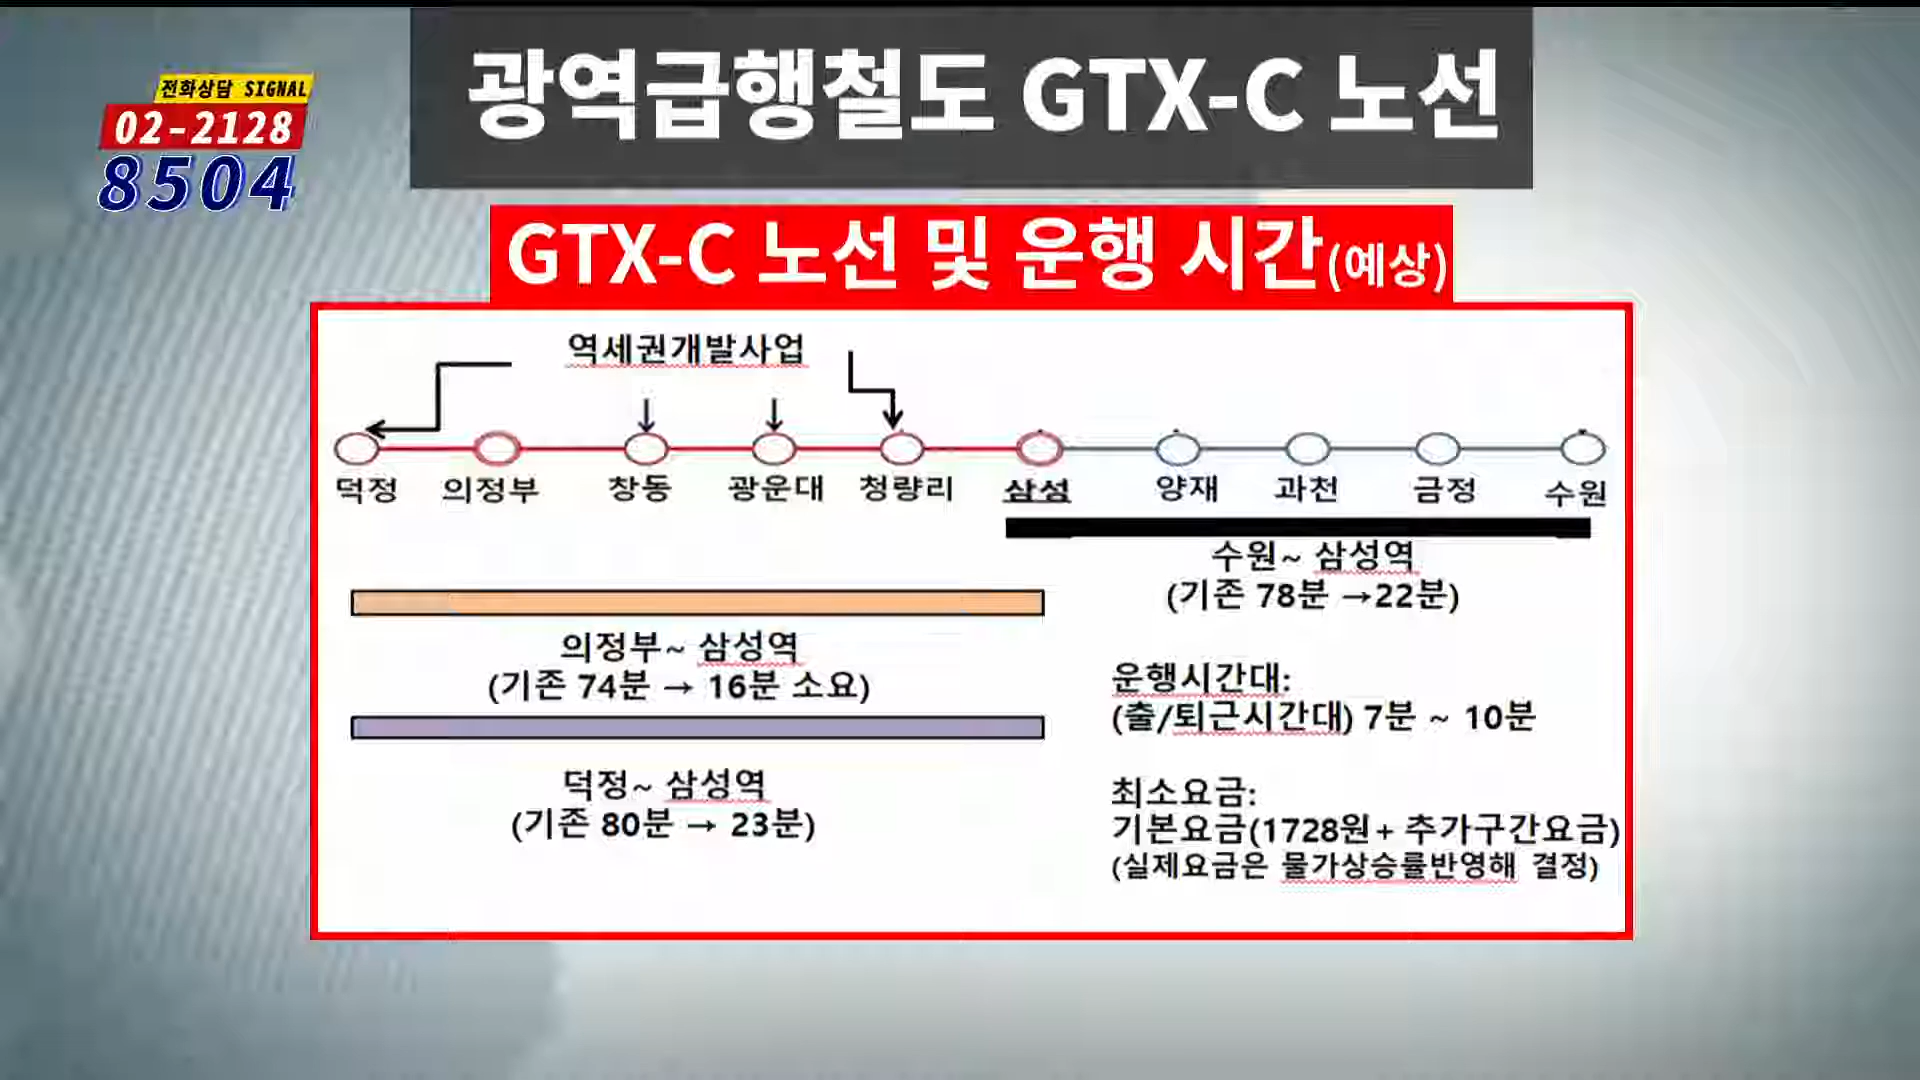 광역급행철도 GTX-C 노선
전화상담 SIGNAL
02-2128
8504
GTX-C 노선 및 운행 시간(예상)
역세권개발사업
덕정 의정부 창동 광운대 청량리 삼성 양재 과천 금정 수원
수원~ 삼성역
(기존 78분 →22분)
의정부~ 삼성역
(기존 74분 → 16분 소요)
덕정~ 삼성역
(기존 80분 → 23분)
운행시간대:
(출/퇴근시간대) 7분 ~ 10분
최소요금:
기본요금(1728원+ 추가구간요금)
(실제요금은 물가상승률반영해 결정)